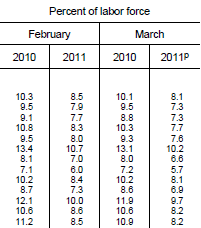 Percent of labor force
February March
2010 2011 2010 2011p
10.3 8.5 10.1 8.1
9.5 7.9 9.5 7.3
9.1 7.7 8.8 7.3
10.8 8.3 10.3 7.7
9.5 8.0 9.3 7.6
13.4 10.7 13.1 10.2
8.1 7.0 8.0 6.6
7.1 6.0 7.2 5.7
10.2 8.4 10.2 8.1
8.7 7.3 8.6 6.9
12.1 10.0 11.9 9.7
10.6 8.6 10.6 8.2
11.2 8.5 10.9 8.2